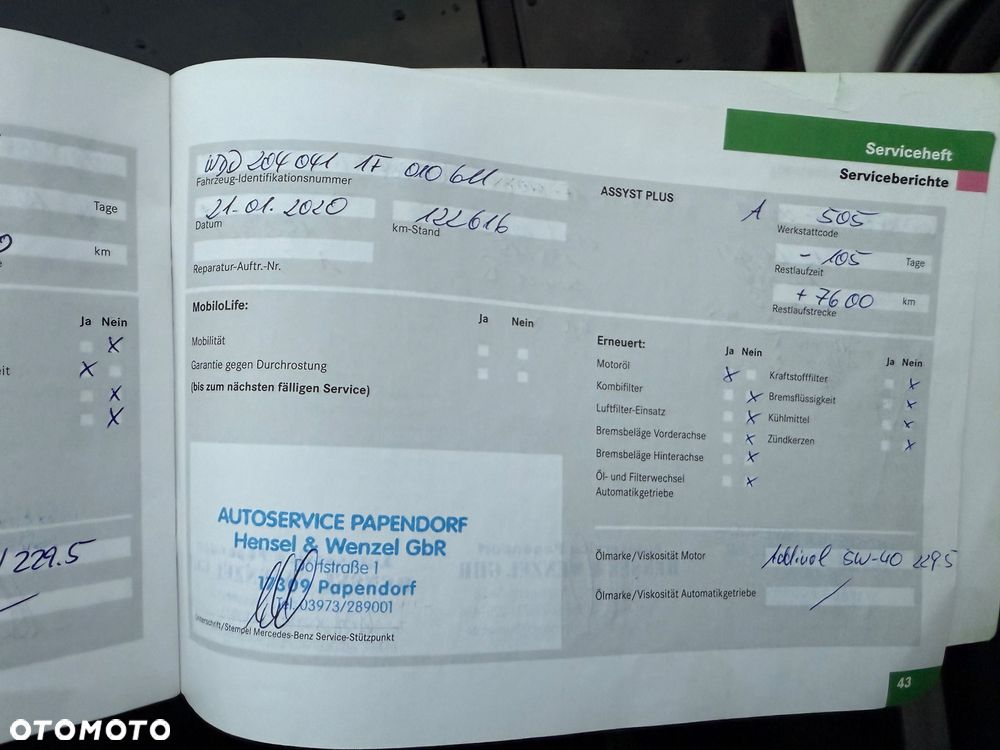 Serviceheft
Serviceberichte
WDD 204 041 1F 010 611
Fahrzeug-Identifikationsnummer
ASSYST PLUS
21.01.2020
Datum
122616
km-Stand
A 505
Werkstattcode
- 105 Tage
Restlaufzeit
+ 7600 km
Restlaufstrecke
Reparatur-Auftr.-Nr.
MobiloLife:
Ja Nein
Mobilität
Garantie gegen Durchrostung
(bis zum nächsten fälligen Service)
Erneuert:
Ja Nein
Motoröl X
Kombifilter X
Luftfilter-Einsatz X
Bremsbeläge Vorderachse X
Bremsbeläge Hinterachse X
Öl- und Filterwechsel X
Automatikgetriebe
Ja Nein
Kraftstofffilter X
Bremsflüssigkeit X
Kühlmittel X
Zündkerzen X
Ölmarke/Viskosität Motor 5W-40 229.5
Ölmarke/Viskosität Automatikgetriebe /
AUTOSERVICE PAPENDORF
Hensel & Wenzel GbR
Dorfstraße 1
17309 Papendorf
Tel. 03973/289001
Unterschrift/Stempel Mercedes-Benz Service-Stützpunkt
43
Tage
km
Ja Nein
X
X
X
X
229.5
OTOMOTO